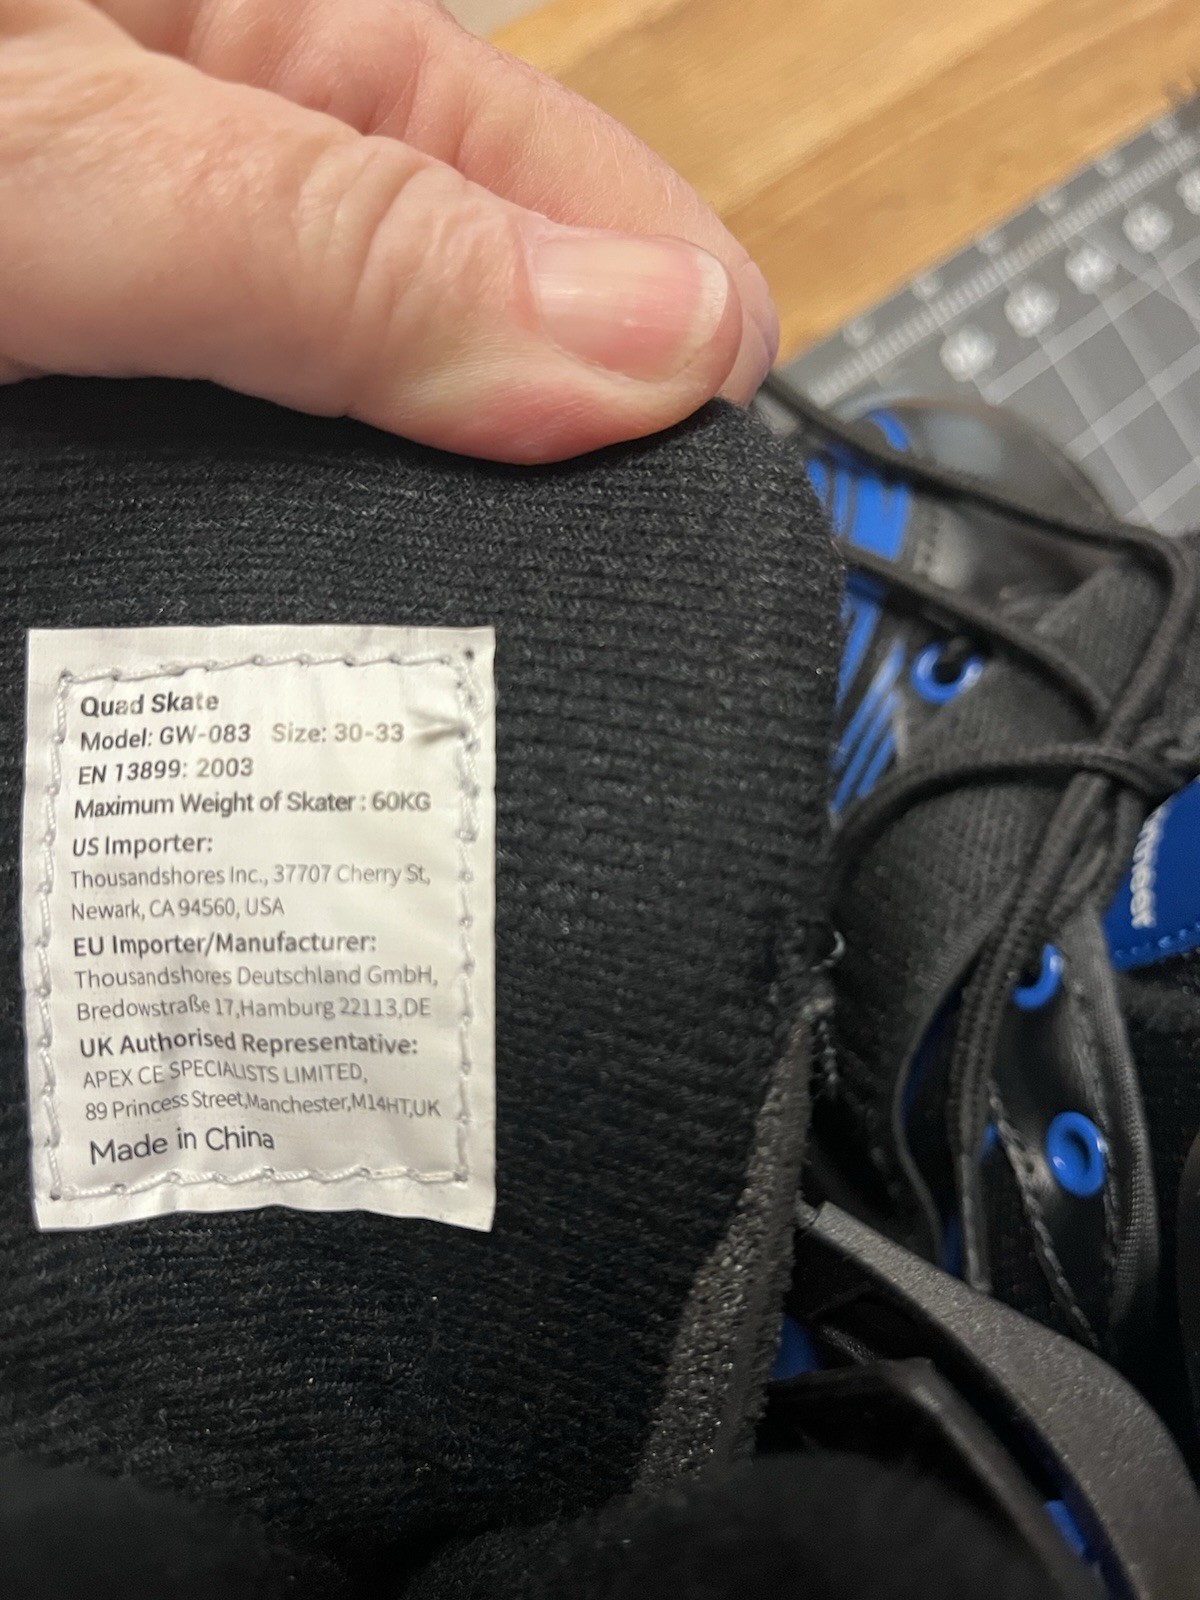 Quad Skate
Model: GW-083 Size: 30-33
EN 13899: 2003
Maximum Weight of Skater : 60KG
US Importer:
Thousandshores Inc., 37707 Cherry St,
Newark, CA 94560, USA
EU Importer/Manufacturer:
Thousandshores Deutschland GmbH,
Bredowstraße 17,Hamburg 22113,DE
UK Authorised Representative:
APEX CE SPECIALISTS LIMITED,
89 Princess Street,Manchester,M14HT,UK
Made in China